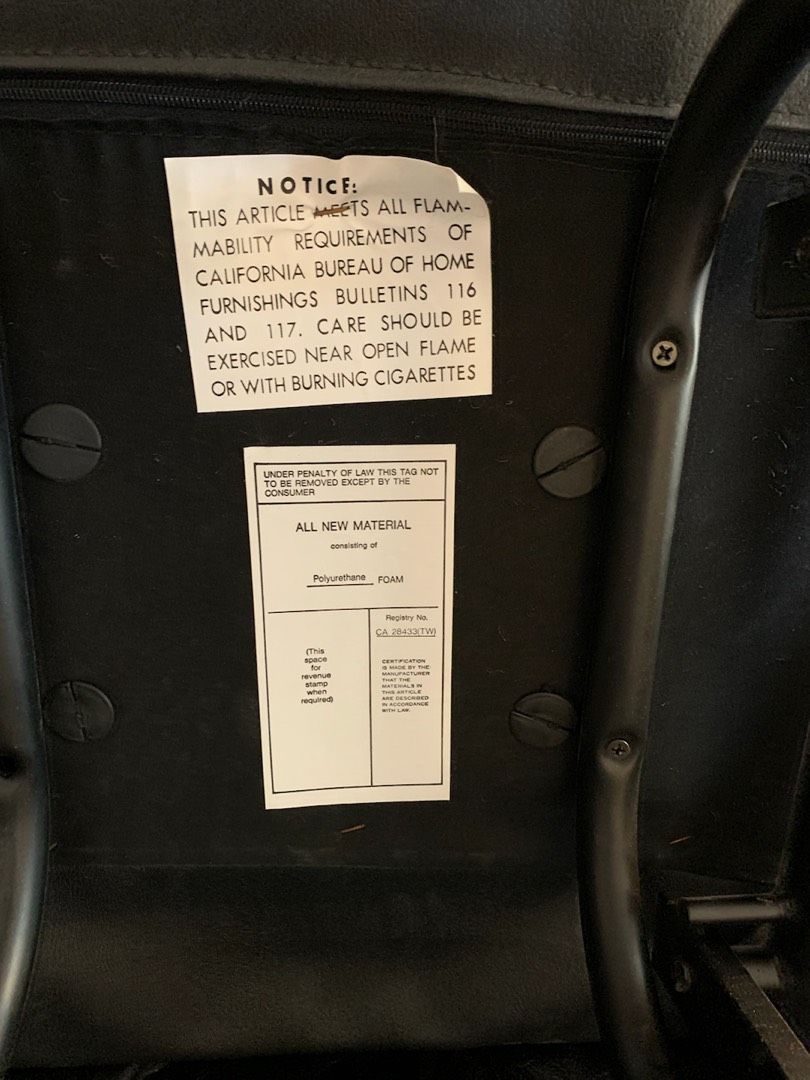 NOTICE:
THIS ARTICLE MEETS ALL FLAM-
MABILITY REQUIREMENTS OF
CALIFORNIA BUREAU OF HOME
FURNISHINGS BULLETINS 116
AND 117. CARE SHOULD BE
EXERCISED NEAR OPEN FLAME
OR WITH BURNING CIGARETTES
UNDER PENALTY OF LAW THIS TAG NOT
TO BE REMOVED EXCEPT BY THE
CONSUMER
ALL NEW MATERIAL
consisting of
Polyurethane FOAM
(This
space
for
revenue
stamp
when
required)
Registry No.
CA 28433(TW)
CERTIFICATION
IS MADE BY THE
MANUFACTURER
THAT THE
MATERIALS IN
THIS ARTICLE
ARE DESCRIBED
IN ACCORDANCE
WITH LAW.